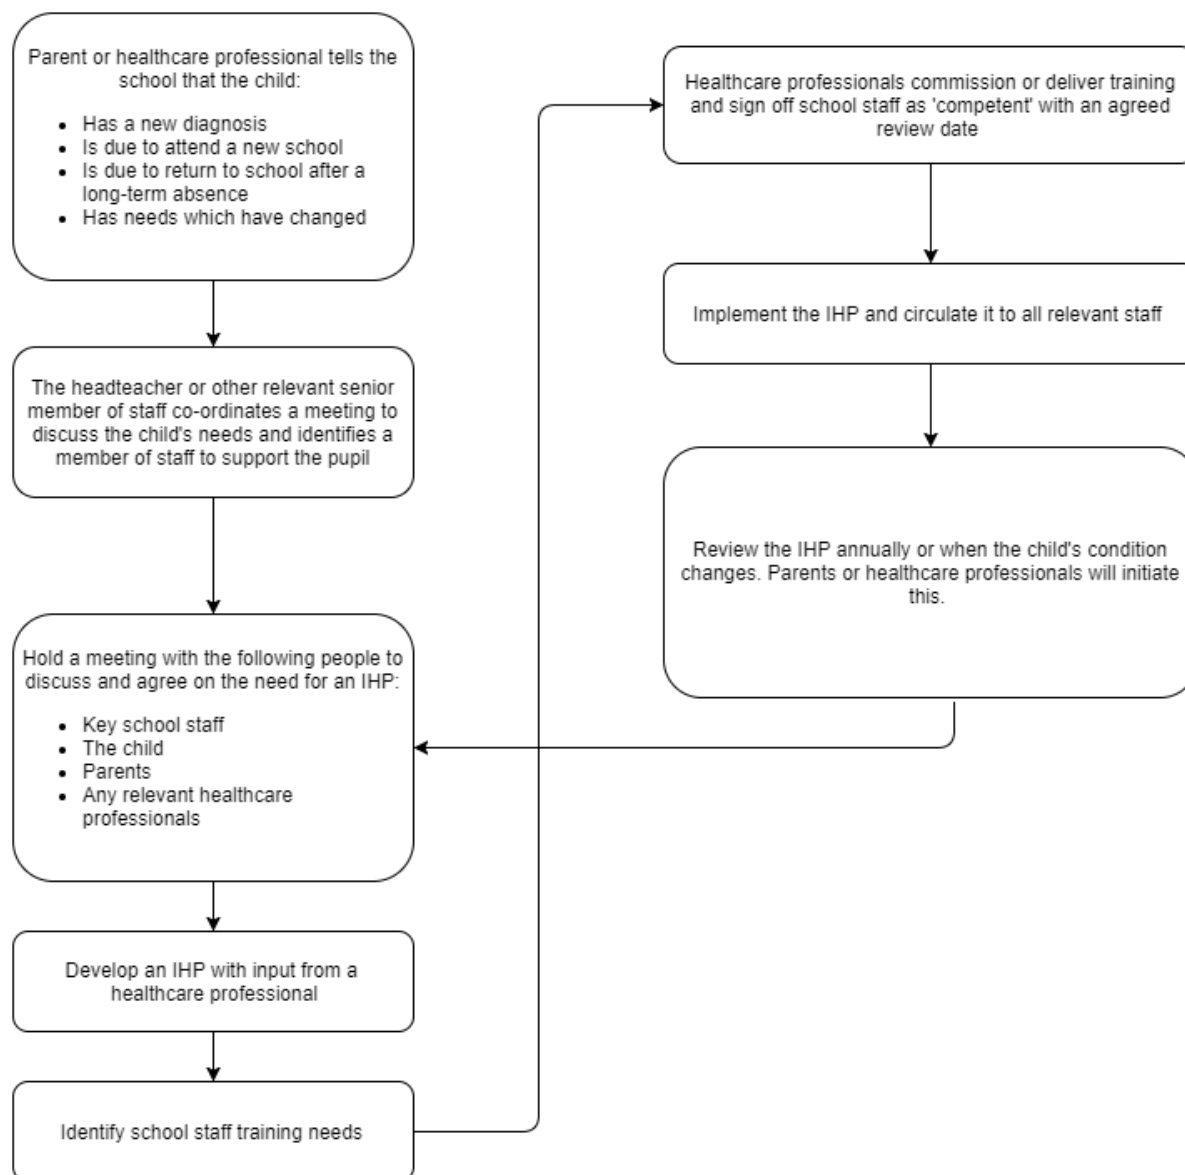 Parent or healthcare professional tells the
school that the child:
• Has a new diagnosis
• Is due to attend a new school
• Is due to return to school after a
long-term absence
• Has needs which have changed
The headteacher or other relevant senior
member of staff co-ordinates a meeting to
discuss the child's needs and identifies a
member of staff to support the pupil
Hold a meeting with the following people to
discuss and agree on the need for an IHP:
• Key school staff
• The child
• Parents
• Any relevant healthcare
professionals
Develop an IHP with input from a
healthcare professional
Identify school staff training needs
Healthcare professionals commission or deliver training
and sign off school staff as 'competent' with an agreed
review date
Implement the IHP and circulate it to all relevant staff
Review the IHP annually or when the child's condition
changes. Parents or healthcare professionals will initiate
this.